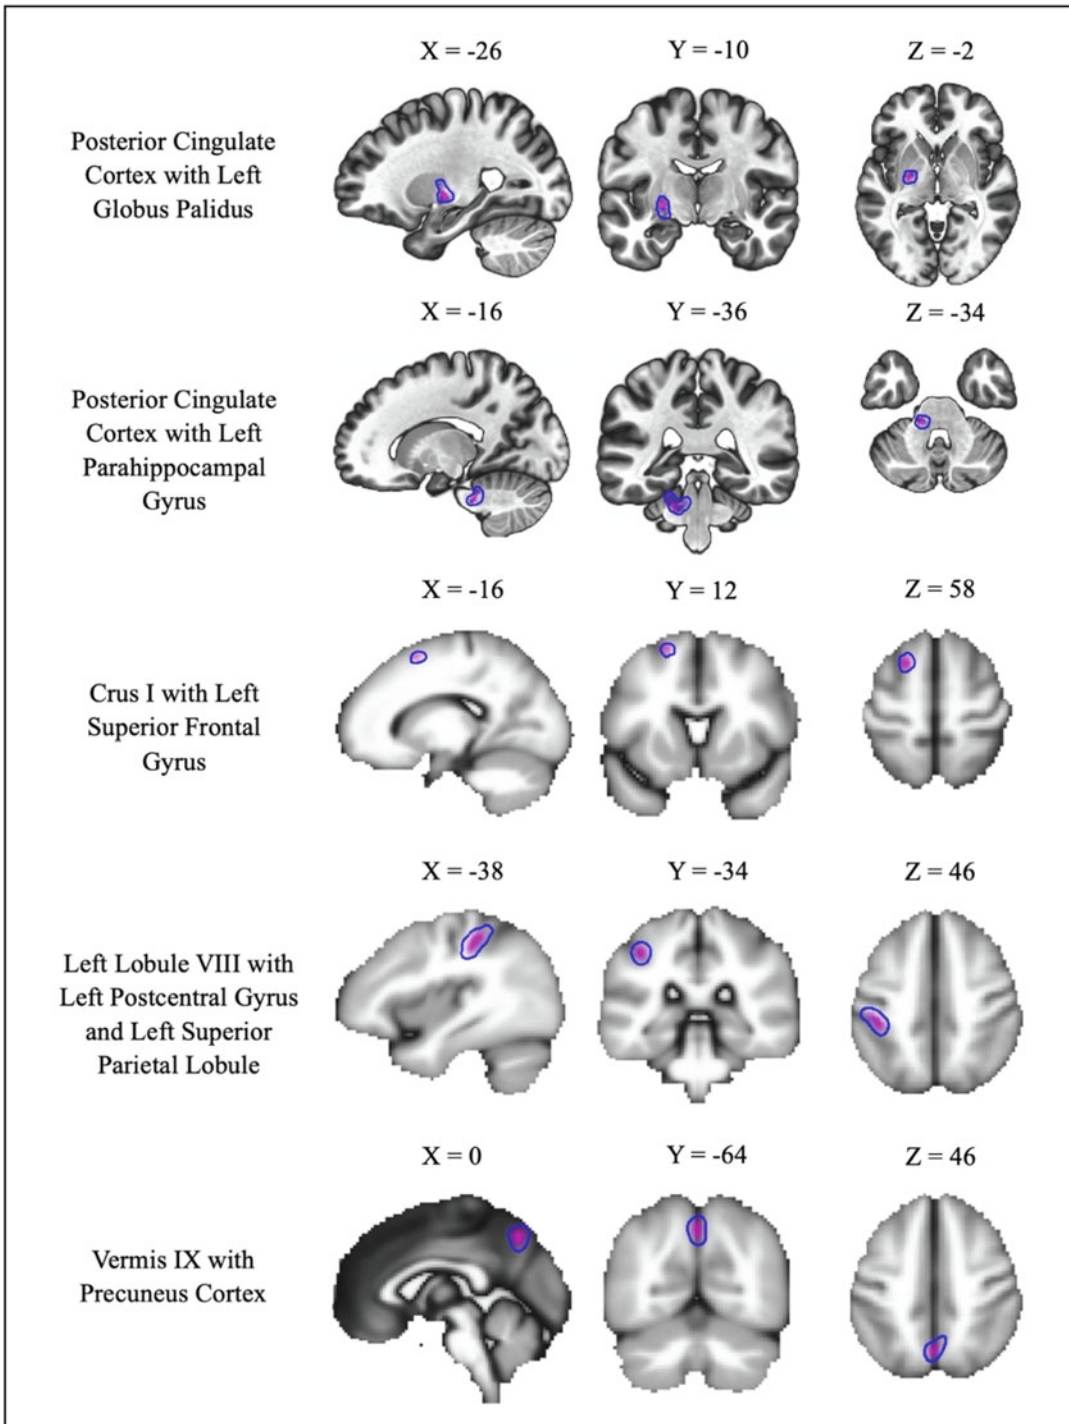 X = -26 Y = -10 Z = -2
Posterior Cingulate
Cortex with Left
Globus Palidus
X = -16 Y = -36 Z = -34
Posterior Cingulate
Cortex with Left
Parahippocampal
Gyrus
X = -16 Y = 12 Z = 58
Crus I with Left
Superior Frontal
Gyrus
X = -38 Y = -34 Z = 46
Left Lobule VIII with
Left Postcentral Gyrus
and Left Superior
Parietal Lobule
X = 0 Y = -64 Z = 46
Vermis IX with
Precuneus Cortex